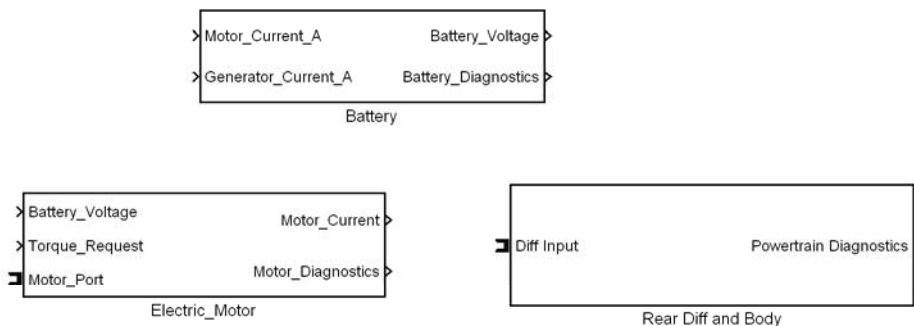 Motor_Current_A
Battery_Voltage
Generator_Current_A
Battery_Diagnostics
Battery
Battery_Voltage
Motor_Current
Torque_Request
Motor_Diagnostics
Motor_Port
Electric_Motor
Diff Input
Powertrain Diagnostics
Rear Diff and Body